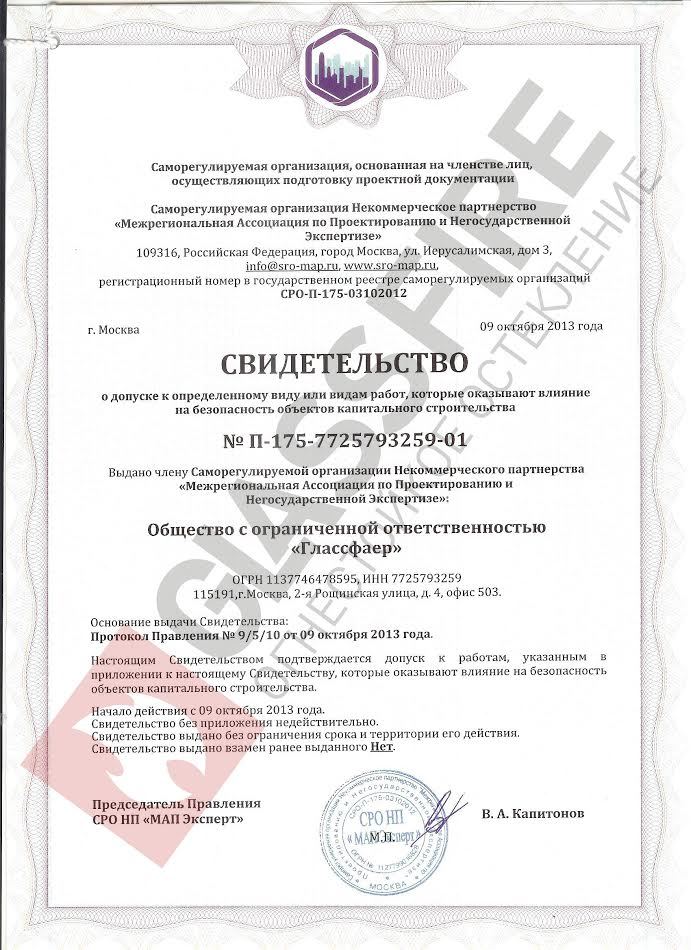 Саморегулируемая организация, основанная на членстве лиц,
осуществляющих подготовку проектной документации
Саморегулируемая организация Некоммерческое партнерство
«Межрегиональная Ассоциация по Проектированию и Негосударственной
Экспертизе»
109316, Российская Федерация, город Москва, ул. Иерусалимская, дом 3,
info@sro-map.ru, www.sro-map.ru,
регистрационный номер в государственном реестре саморегулируемых организаций
СРО-П-175-03102012
г. Москва 09 октября 2013 года
СВИДЕТЕЛЬСТВО
о допуске к определенному виду или видам работ, которые оказывают влияние
на безопасность объектов капитального строительства
№ П-175-7725793259-01
Выдано члену Саморегулируемой организации Некоммерческого партнерства
«Межрегиональная Ассоциация по Проектированию и
Негосударственной Экспертизе»:
Общество с ограниченной ответственностью
«Глассфаер»
ОГРН 1137746478595, ИНН 7725793259
115191,г.Москва, 2-я Рощинская улица, д. 4, офис 503.
Основание выдачи Свидетельства:
Протокол Правления № 9/5/10 от 09 октября 2013 года.
Настоящим Свидетельством подтверждается допуск к работам, указанным в
приложении к настоящему Свидетельству, которые оказывают влияние на безопасность
объектов капитального строительства.
Начало действия с 09 октября 2013 года.
Свидетельство без приложения недействительно.
Свидетельство выдано без ограничения срока и территории его действия.
Свидетельство выдано взамен ранее выданного Нет.
Председатель Правления
СРО НП «МАП Эксперт»
В. А. Капитонов
СРО-П-175-03102012
СРО НП
«МАП Эксперт»
М.П.
МОСКВА
GLASSFIRE
ОГНЕСТОЙКОЕ ОСТЕКЛЕНИЕ